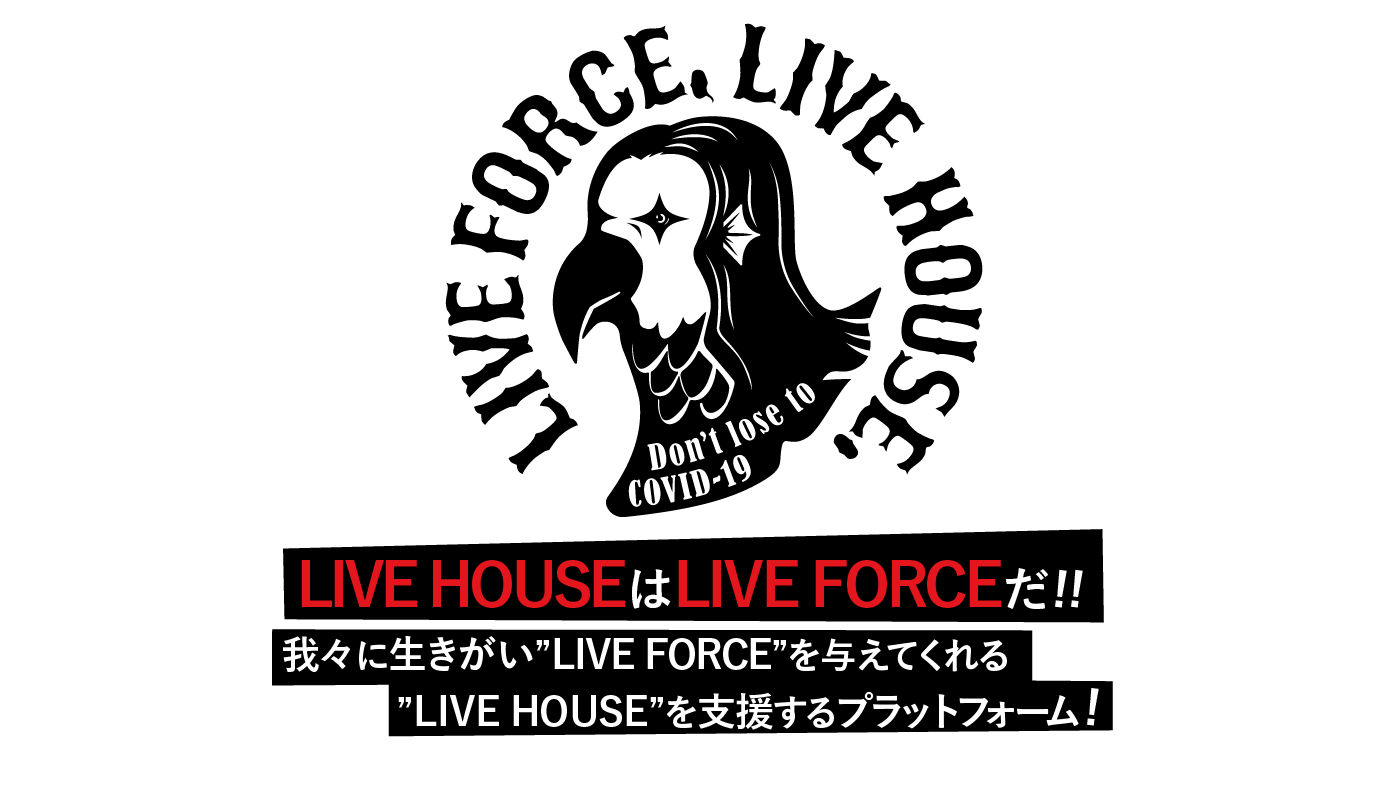 LIVE FORCE, LIVE HOUSE.
Don't lose to
COVID-19
LIVE HOUSEはLIVE FORCEだ!!
我々に生きがい”LIVE FORCE”を与えてくれる
”LIVE HOUSE”を支援するプラットフォーム!